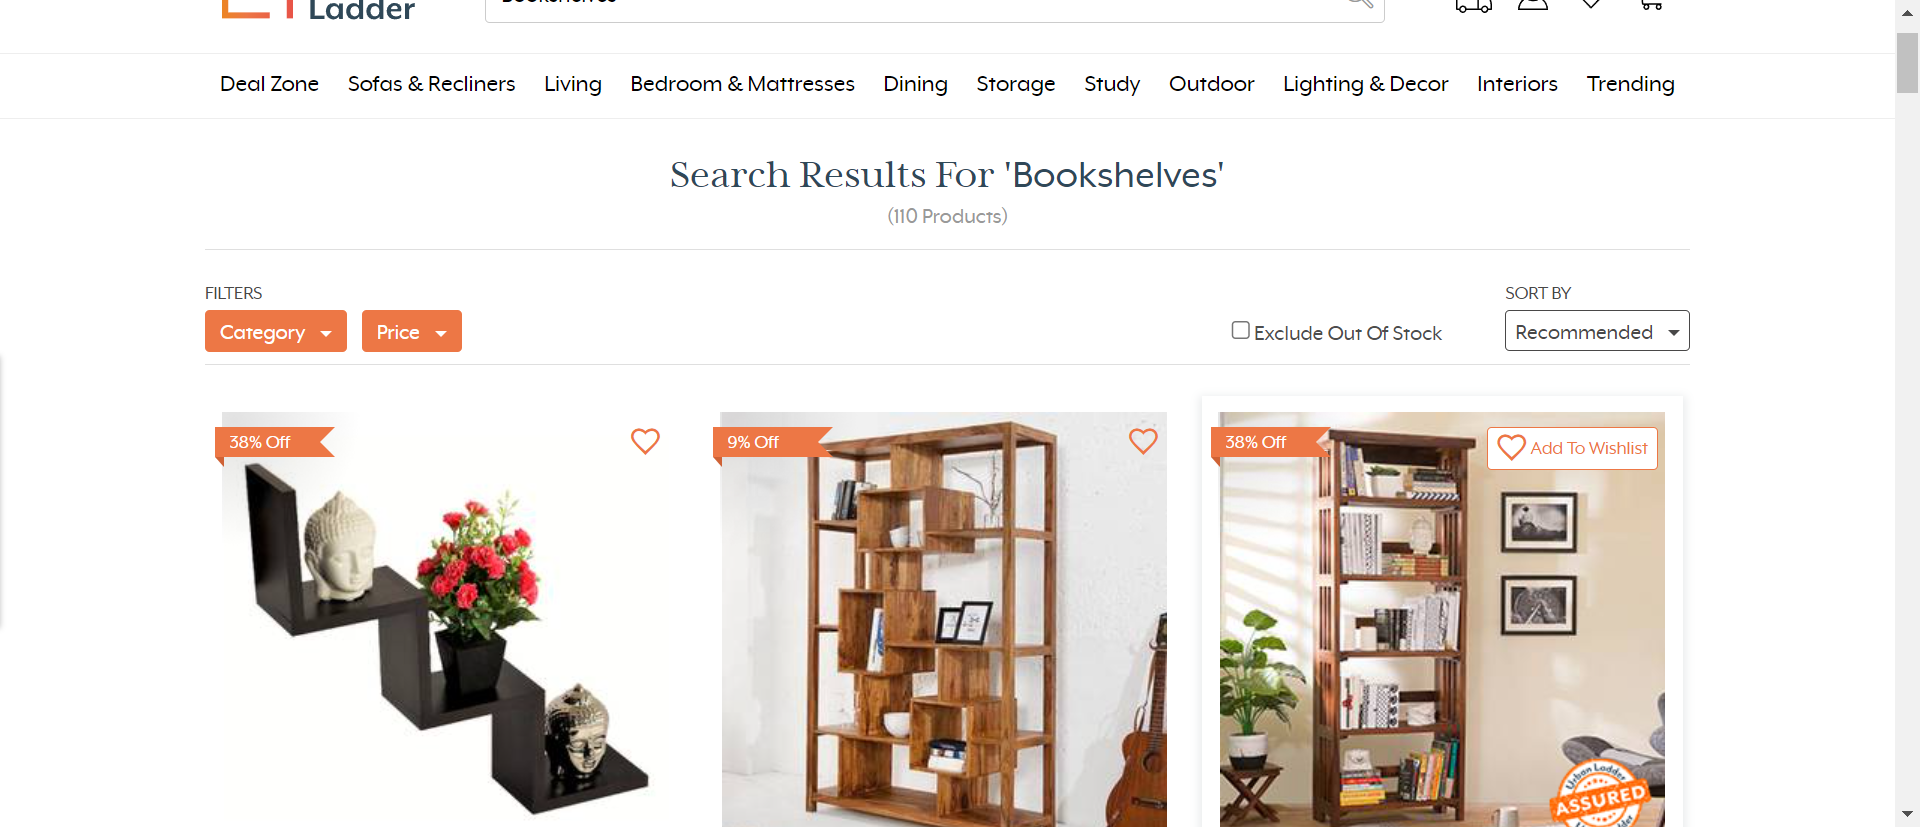 Ladder
Bookshelves
Deal Zone Sofas & Recliners Living Bedroom & Mattresses Dining Storage Study Outdoor Lighting & Decor Interiors Trending
Search Results For 'Bookshelves'
(110 Products)
FILTERS
SORT BY
Category Price
Exclude Out Of Stock
Recommended
38% Off
9% Off
38% Off
Add To Wishlist
Urban Ladder
ASSURED